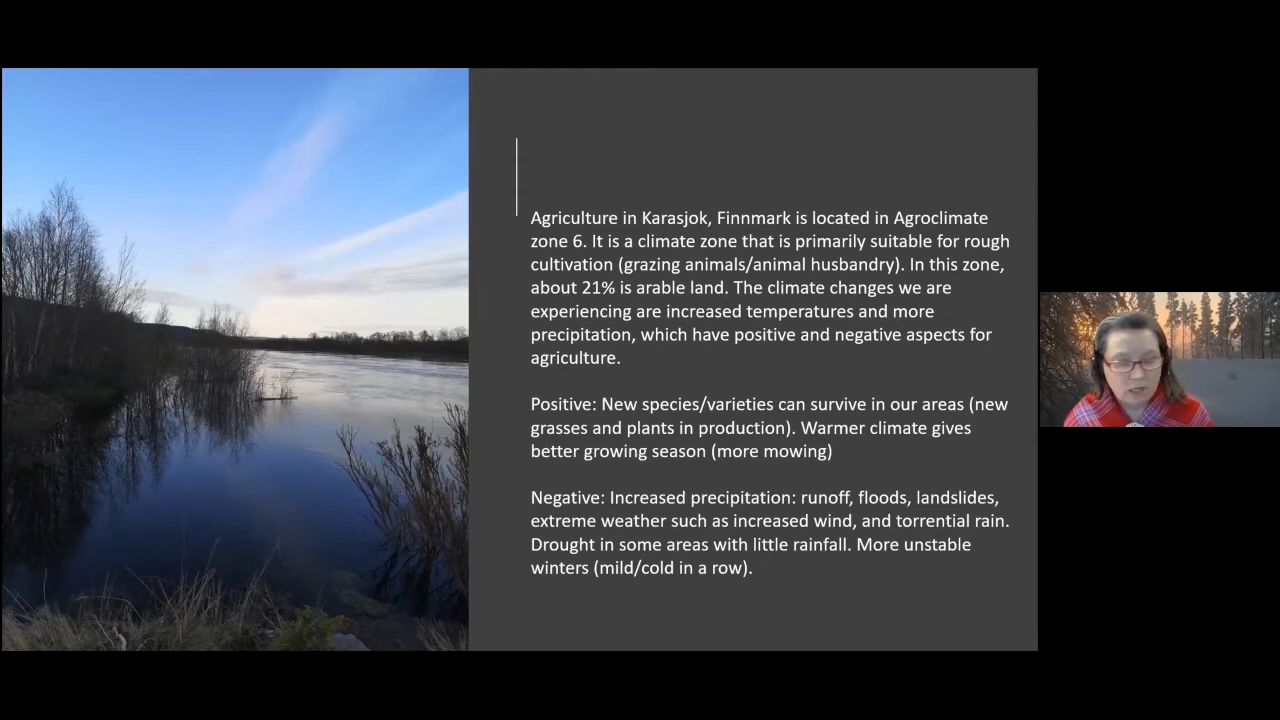 Agriculture in Karasjok, Finnmark is located in Agroclimate
zone 6. It is a climate zone that is primarily suitable for rough
cultivation (grazing animals/animal husbandry). In this zone,
about 21% is arable land. The climate changes we are
experiencing are increased temperatures and more
precipitation, which have positive and negative aspects for
agriculture.
Positive: New species/varieties can survive in our areas (new
grasses and plants in production). Warmer climate gives
better growing season (more mowing)
Negative: Increased precipitation: runoff, floods, landslides,
extreme weather such as increased wind, and torrential rain.
Drought in some areas with little rainfall. More unstable
winters (mild/cold in a row).